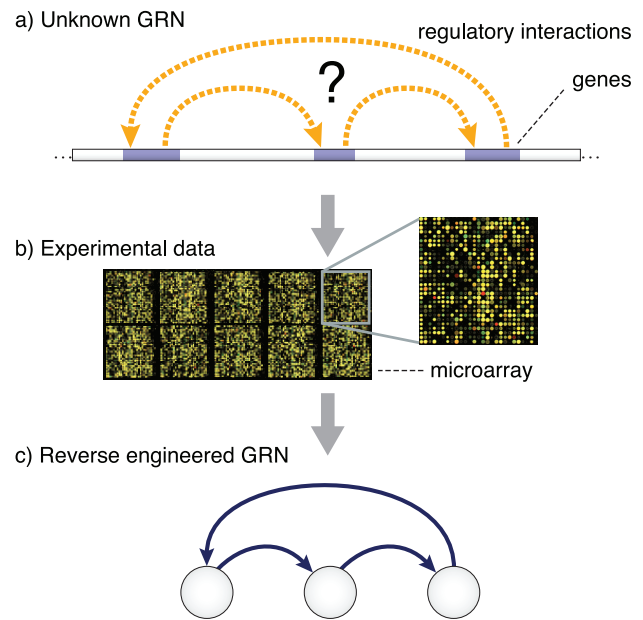 a) Unknown GRN
regulatory interactions
?
genes
... ...
b) Experimental data
microarray
c) Reverse engineered GRN